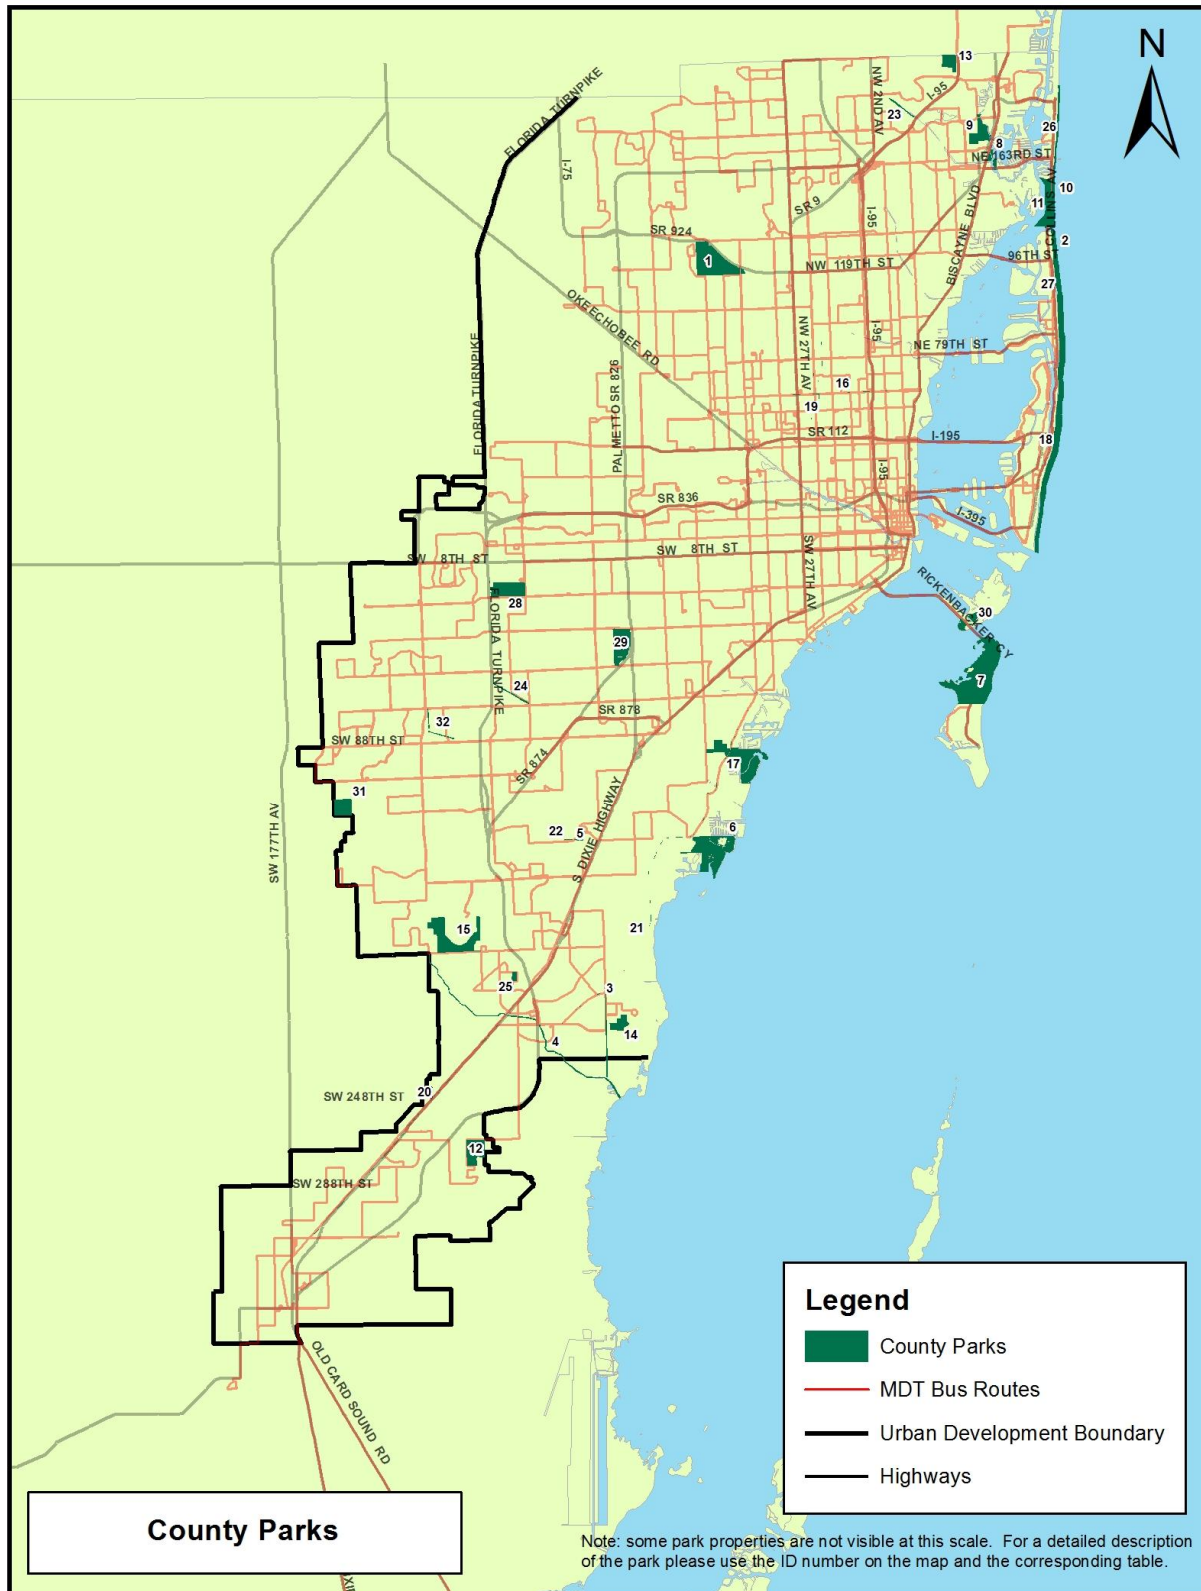 N
13
FLORIDA TURNPIKE
NW 2ND AV
I-95
23
9
26
8
NE 163RD ST
I-75
10
11
SR 9
I-95
BISCAYNE BLVD
COLLINS AV
SR 924
2
96TH ST
1
NW 119TH ST
27
OKEECHOBEE RD
I-95
NE 79TH ST
FLORIDA TURNPIKE
NW 27TH AV
PALMETTO SR 826
16
19
SR 112
I-195
18
I-95
SR 836
I-395
SW 8TH ST
SW 8TH ST
SW 27TH AV
28
FLORIDA TURNPIKE
RICKENBACKER CY
30
29
7
24
SR 878
32
SW 88TH ST
SR 874
17
31
S DIXIE HIGHWAY
22
5
6
SW 177TH AV
15
21
25
3
14
4
SW 248TH ST
20
12
SW 288TH ST
OLD CARD SOUND RD
Legend
County Parks
MDT Bus Routes
Urban Development Boundary
Highways
County Parks
Note: some park properties are not visible at this scale. For a detailed description
of the park please use the ID number on the map and the corresponding table.